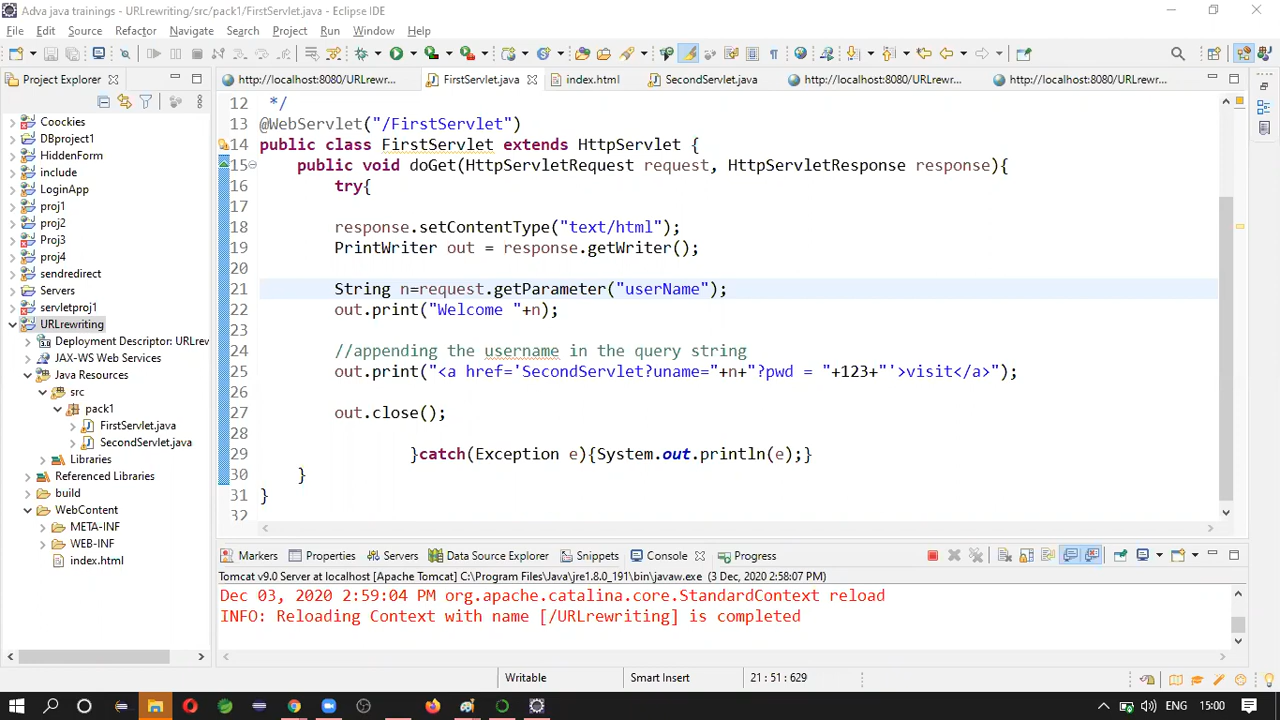 Adva java trainings - URLrewriting/src/pack1/FirstServlet.java - Eclipse IDE
File Edit Source Refactor Navigate Search Project Run Window Help
Project Explorer
http://localhost:8080/URLrew... FirstServlet.java index.html SecondServlet.java http://localhost:8080/URLrew... http://localhost:8080/URLrew...
Coockies
DBproject1
HiddenForm
include
LoginApp
proj1
proj2
Proj3
proj4
sendredirect
Servers
servletproj1
URLrewriting
Deployment Descriptor: URLrew
JAX-WS Web Services
Java Resources
src
pack1
FirstServlet.java
SecondServlet.java
Libraries
Referenced Libraries
build
WebContent
META-INF
WEB-INF
index.html
12 */
13 @WebServlet("/FirstServlet")
14 public class FirstServlet extends HttpServlet {
15 public void doGet(HttpServletRequest request, HttpServletResponse response){
16 try{
17
18 response.setContentType("text/html");
19 PrintWriter out = response.getWriter();
20
21 String n=request.getParameter("userName");
22 out.print("Welcome "+n);
23
24 //appending the username in the query string
25 out.print("<a href='SecondServlet?uname="+n+"?pwd = "+123+"'>visit</a>");
26
27 out.close();
28
29 }catch(Exception e){System.out.println(e);}
30 }
31 }
32
Markers Properties Servers Data Source Explorer Snippets Console Progress
Tomcat v9.0 Server at localhost [Apache Tomcat] C:\Program Files\Java\jre1.8.0_191\bin\javaw.exe (3 Dec, 2020 2:58:07 PM)
Dec 03, 2020 2:59:04 PM org.apache.catalina.core.StandardContext reload
INFO: Reloading Context with name [/URLrewriting] is completed
Writable Smart Insert 21 : 51 : 629
ENG 15:00